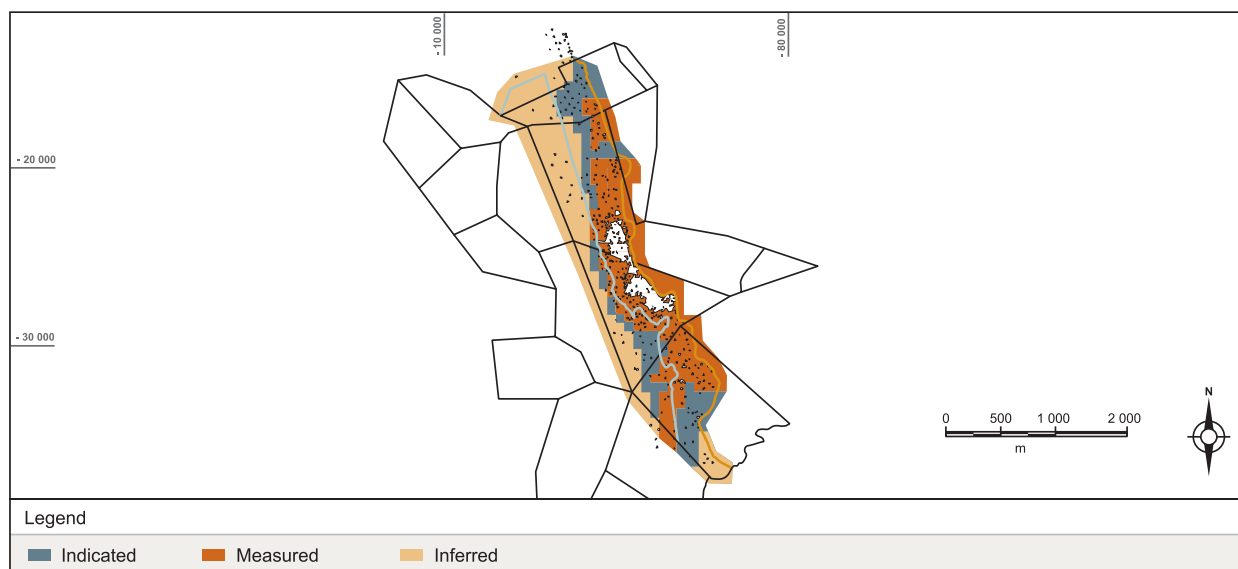 - 10 000
- 80 000
- 20 000
- 30 000
N
0 500 1 000 2 000
m
Legend
Indicated Measured Inferred